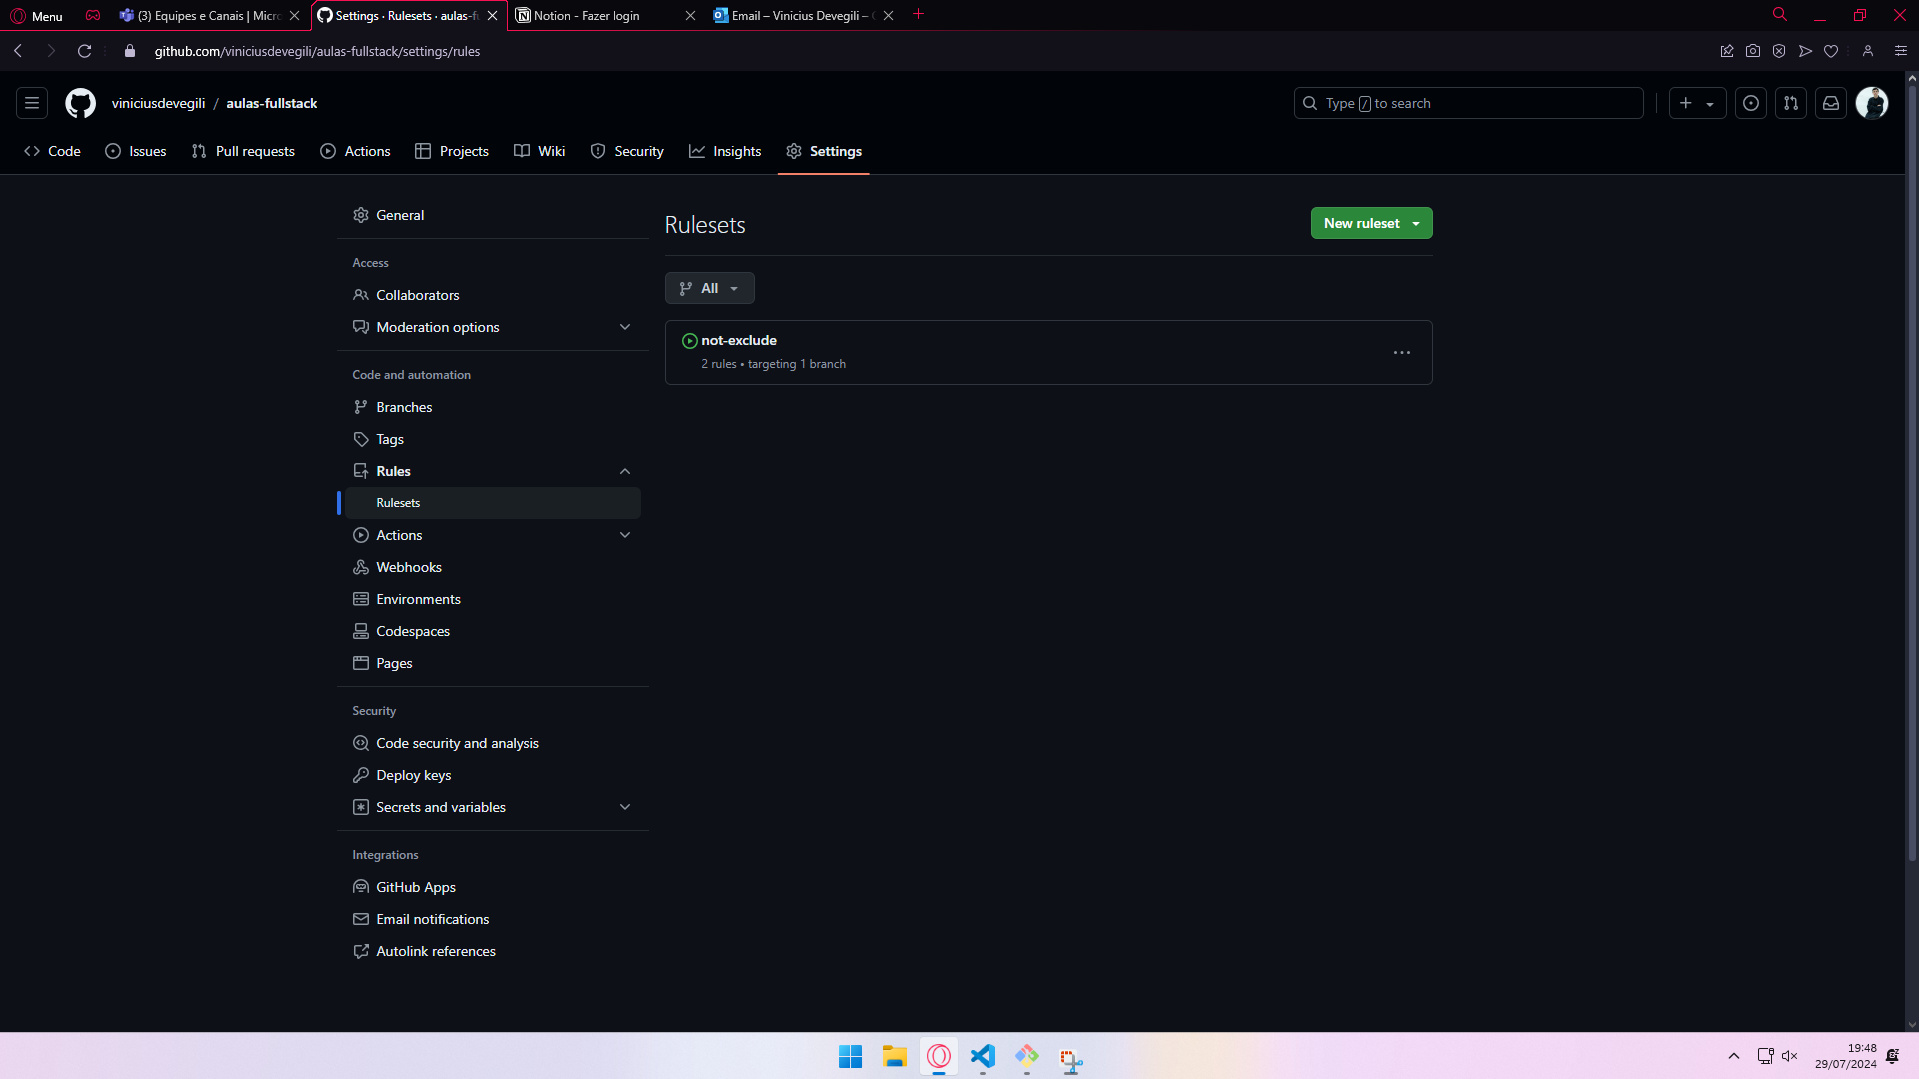 Menu
(3) Equipes e Canais | Micro
Settings · Rulesets · aulas-fu
Notion - Fazer login
Email – Vinicius Devegili –
github.com/viniciusdevegili/aulas-fullstack/settings/rules
viniciusdevegili / aulas-fullstack
Type / to search
Code
Issues
Pull requests
Actions
Projects
Wiki
Security
Insights
Settings
General
Access
Collaborators
Moderation options
Code and automation
Branches
Tags
Rules
Rulesets
Actions
Webhooks
Environments
Codespaces
Pages
Security
Code security and analysis
Deploy keys
Secrets and variables
Integrations
GitHub Apps
Email notifications
Autolink references
Rulesets
New ruleset
All
not-exclude
2 rules • targeting 1 branch
19:48
29/07/2024